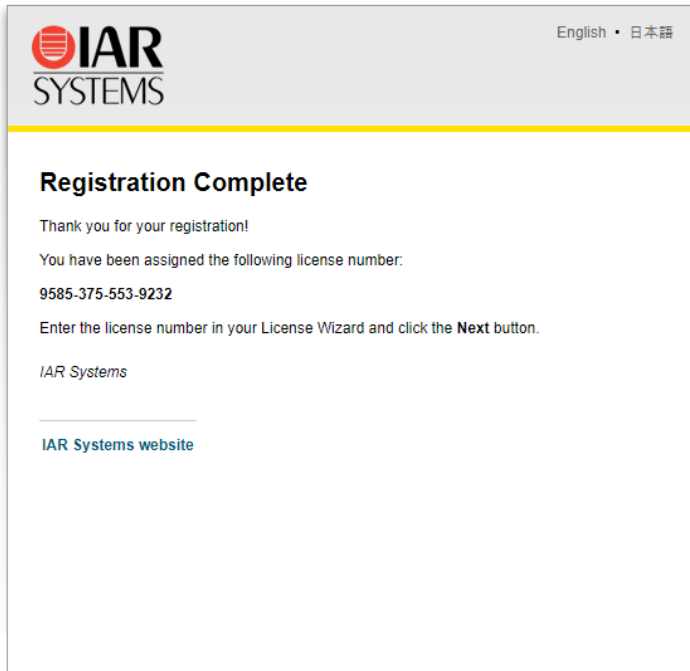 English • 日本語
IAR
SYSTEMS
Registration Complete
Thank you for your registration!
You have been assigned the following license number:
9585-375-553-9232
Enter the license number in your License Wizard and click the Next button.
IAR Systems
IAR Systems website